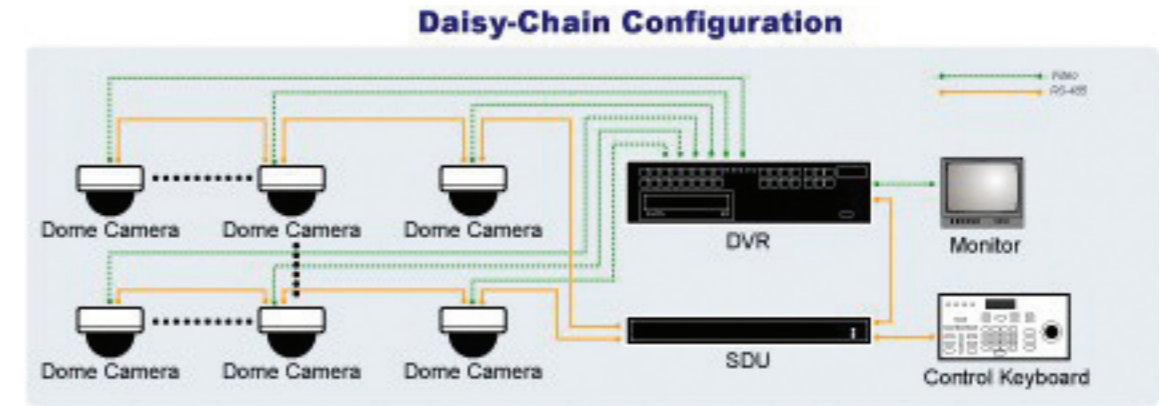 Daisy-Chain Configuration
Video
RS-485
Dome Camera
Dome Camera
Dome Camera
DVR
Monitor
Dome Camera
Dome Camera
Dome Camera
SDU
Control Keyboard